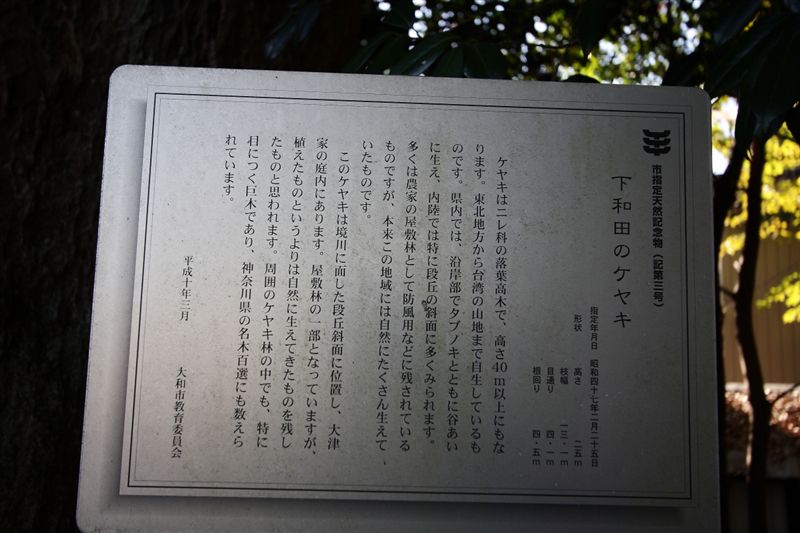 市指定天然記念物（記第三号）
下和田のケヤキ
指定年月日　昭和四十七年二月二十五日
形状　高さ　二五ｍ
枝幅　一三・一ｍ
目通り　四・一ｍ
根回り　四・五ｍ
ケヤキはニレ科の落葉高木で、高さ40ｍ以上にもな
ります。東北地方から台湾の山地まで自生しているも
のです。県内では、沿岸部でタブノキとともに谷あい
に生え、内陸では特に段丘の斜面に多くみられます。
多くは農家の屋敷林として防風用などに残されている
ものですが、本来この地域には自然にたくさん生えて
いたものです。
このケヤキは境川に面した段丘斜面に位置し、大津
家の庭内にあります。屋敷林の一部となっていますが、
植えたものというよりは自然に生えてきたものを残し
たものと思われます。周囲のケヤキ林の中でも、特に
目につく巨木であり、神奈川県の名木百選にも数えら
れています。
平成十年三月
大和市教育委員会